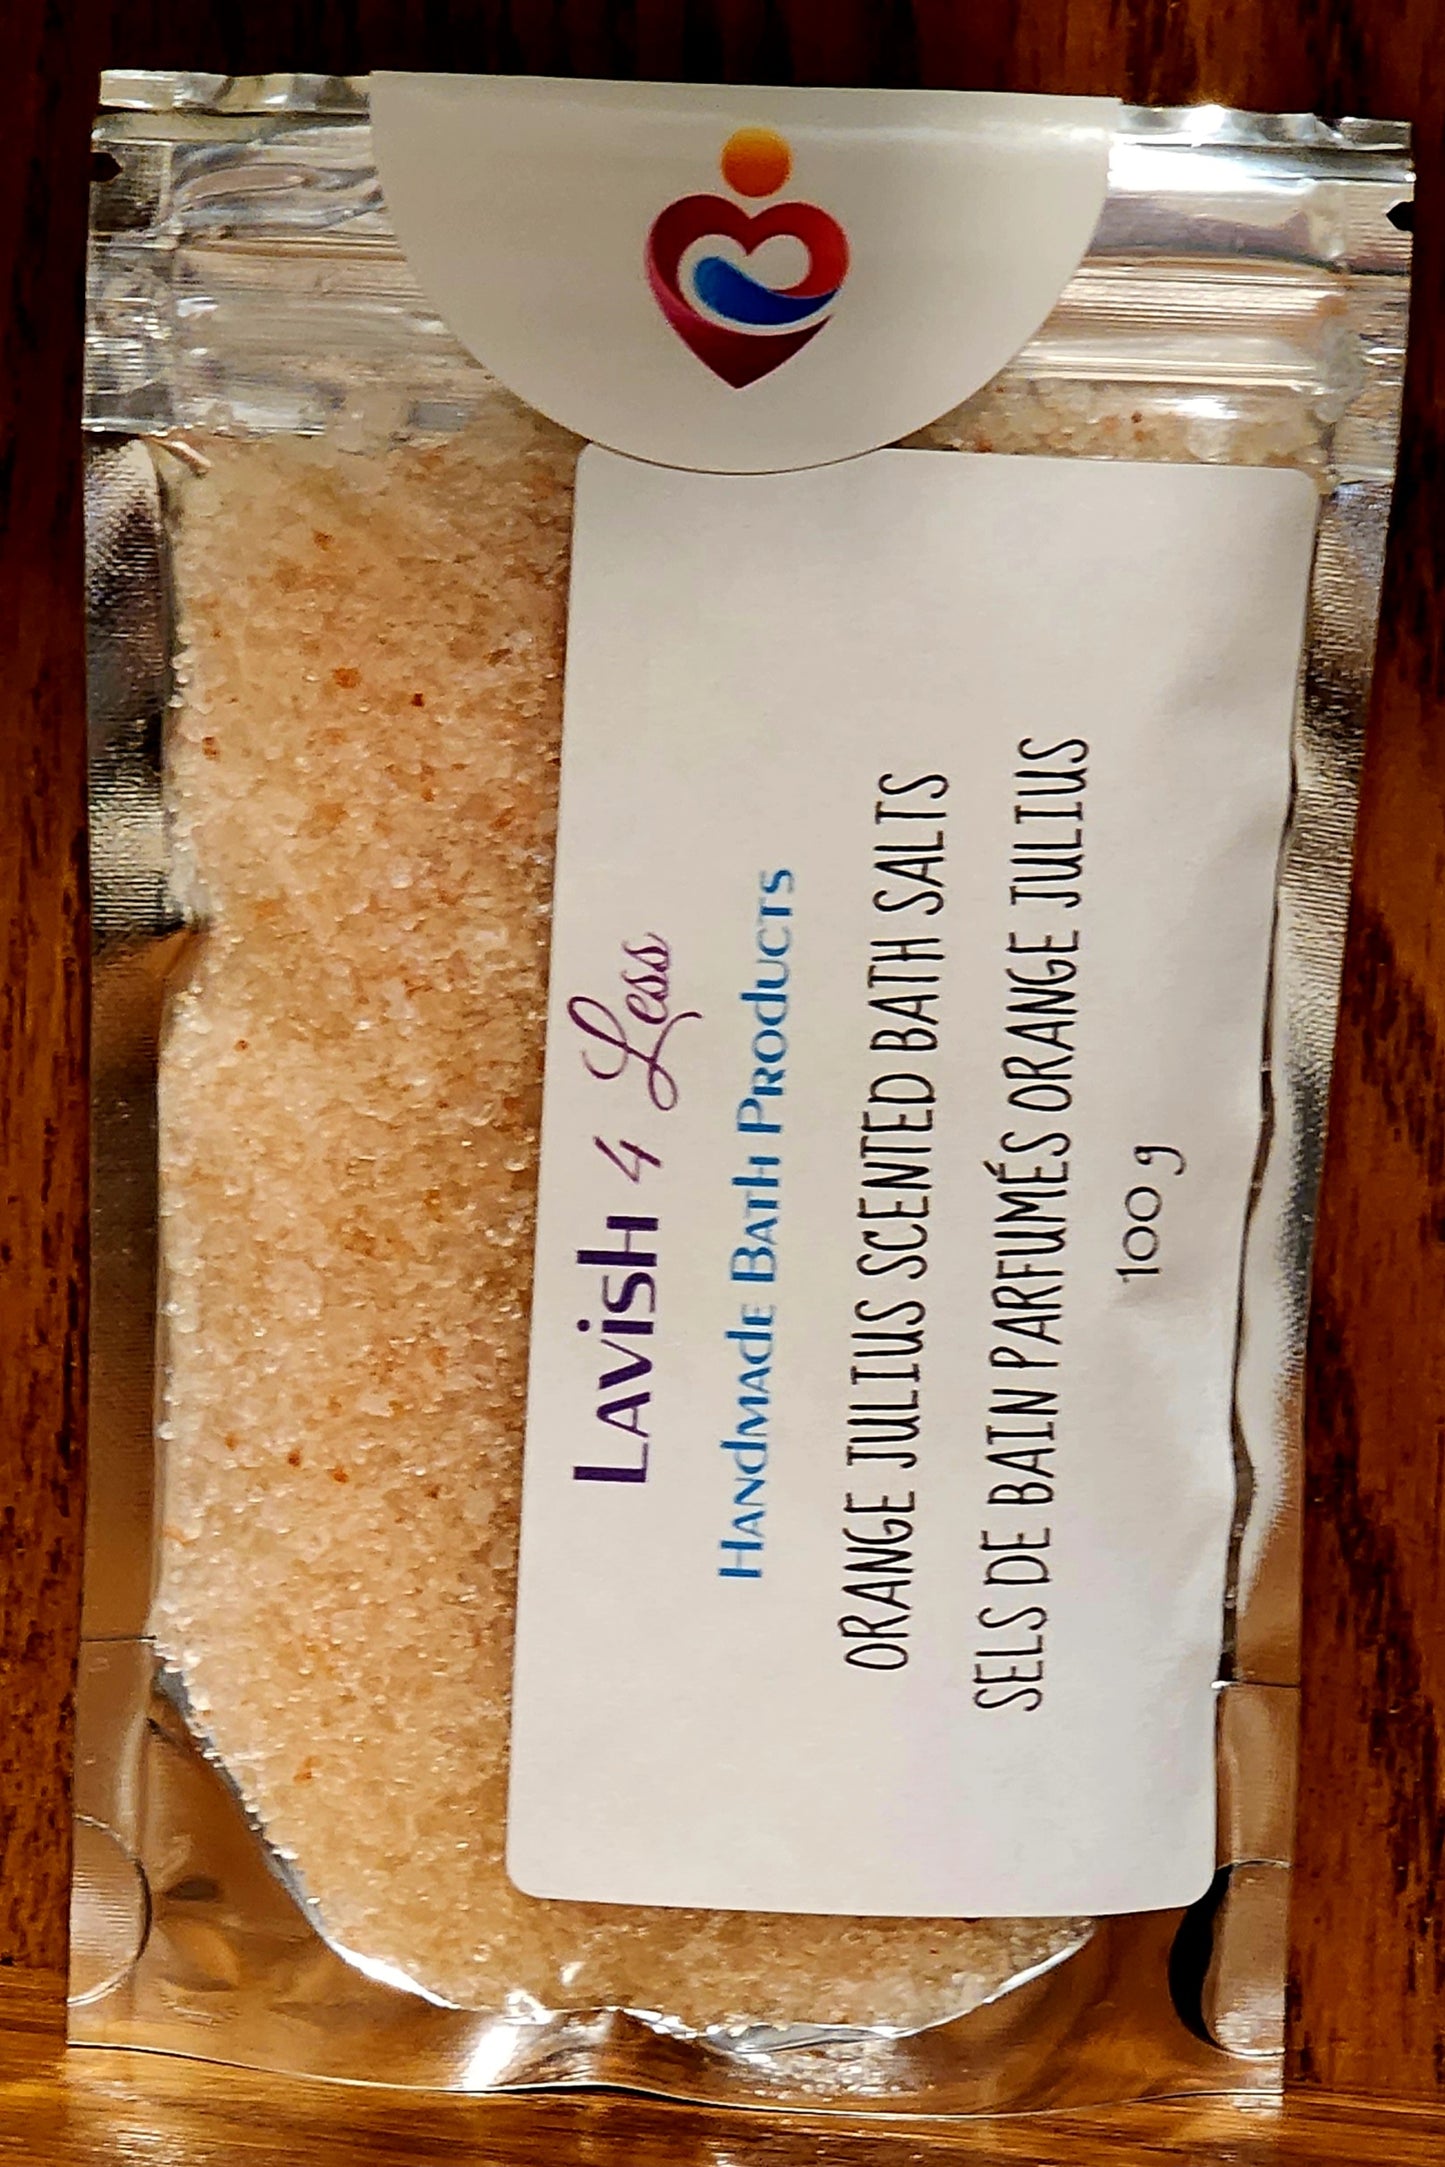 Lavish 4 Less
Handmade Bath Products
ORANGE JULIUS SCENTED BATH SALTS
SELS DE BAIN PARFUMÉS ORANGE JULIUS
100 g